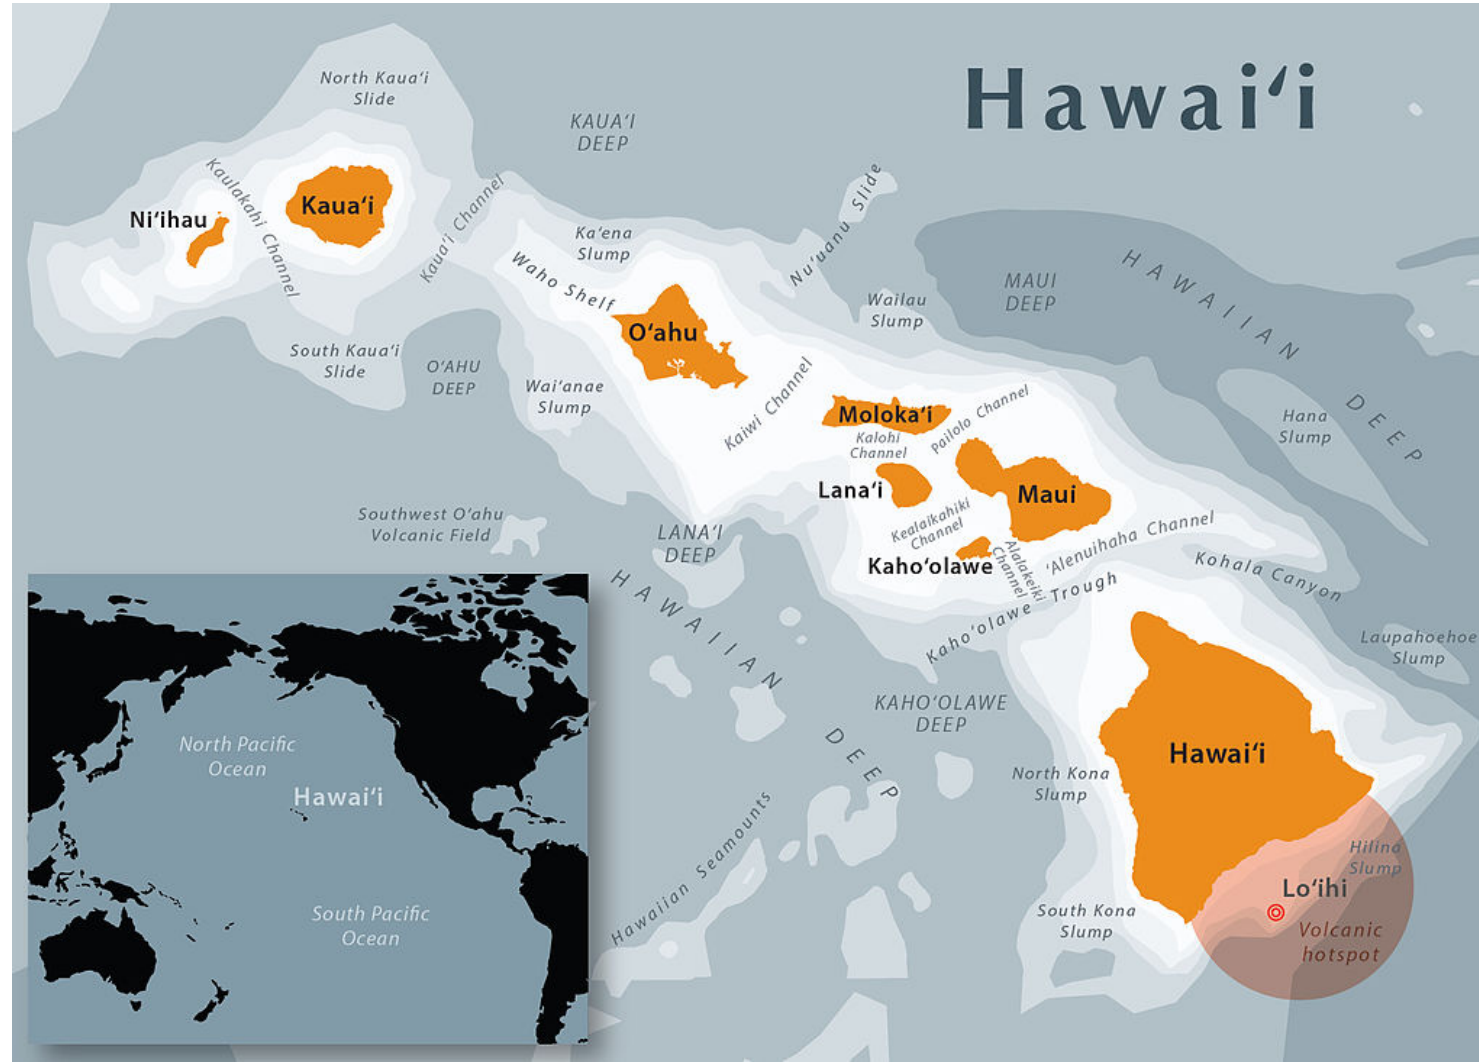 Hawai‘i
North Kaua‘i
Slide
KAUA‘I
DEEP
Kaulakahi Channel
Ni‘ihau
Kaua‘i
Kaua‘i Channel
Ka‘ena
Slump
Waho Shelf
Nu‘uanu Slide
Wailau
Slump
MAUI
DEEP
HAWAIIAN DEEP
O‘ahu
South Kaua‘i
Slide
O‘AHU
DEEP
Wai‘anae
Slump
Kaiwi Channel
Moloka‘i
Kalohi
Channel
Pailolo Channel
Hana
Slump
Lana‘i
Maui
Southwest O‘ahu
Volcanic Field
LANA‘I
DEEP
Kealaikahiki
Channel
Kaho‘olawe
Alalakeiki
Channel
‘Alenuihaha Channel
Kohala Canyon
Kaho‘olawe Trough
HAWAIIAN DEEP
Laupahoehoe
Slump
KAHO‘OLAWE
DEEP
North Kona
Slump
Hawai‘i
Hawaiian Seamounts
Hilina
Slump
Lo‘ihi
South Kona
Slump
Volcanic
hotspot
North Pacific
Ocean
Hawai‘i
South Pacific
Ocean